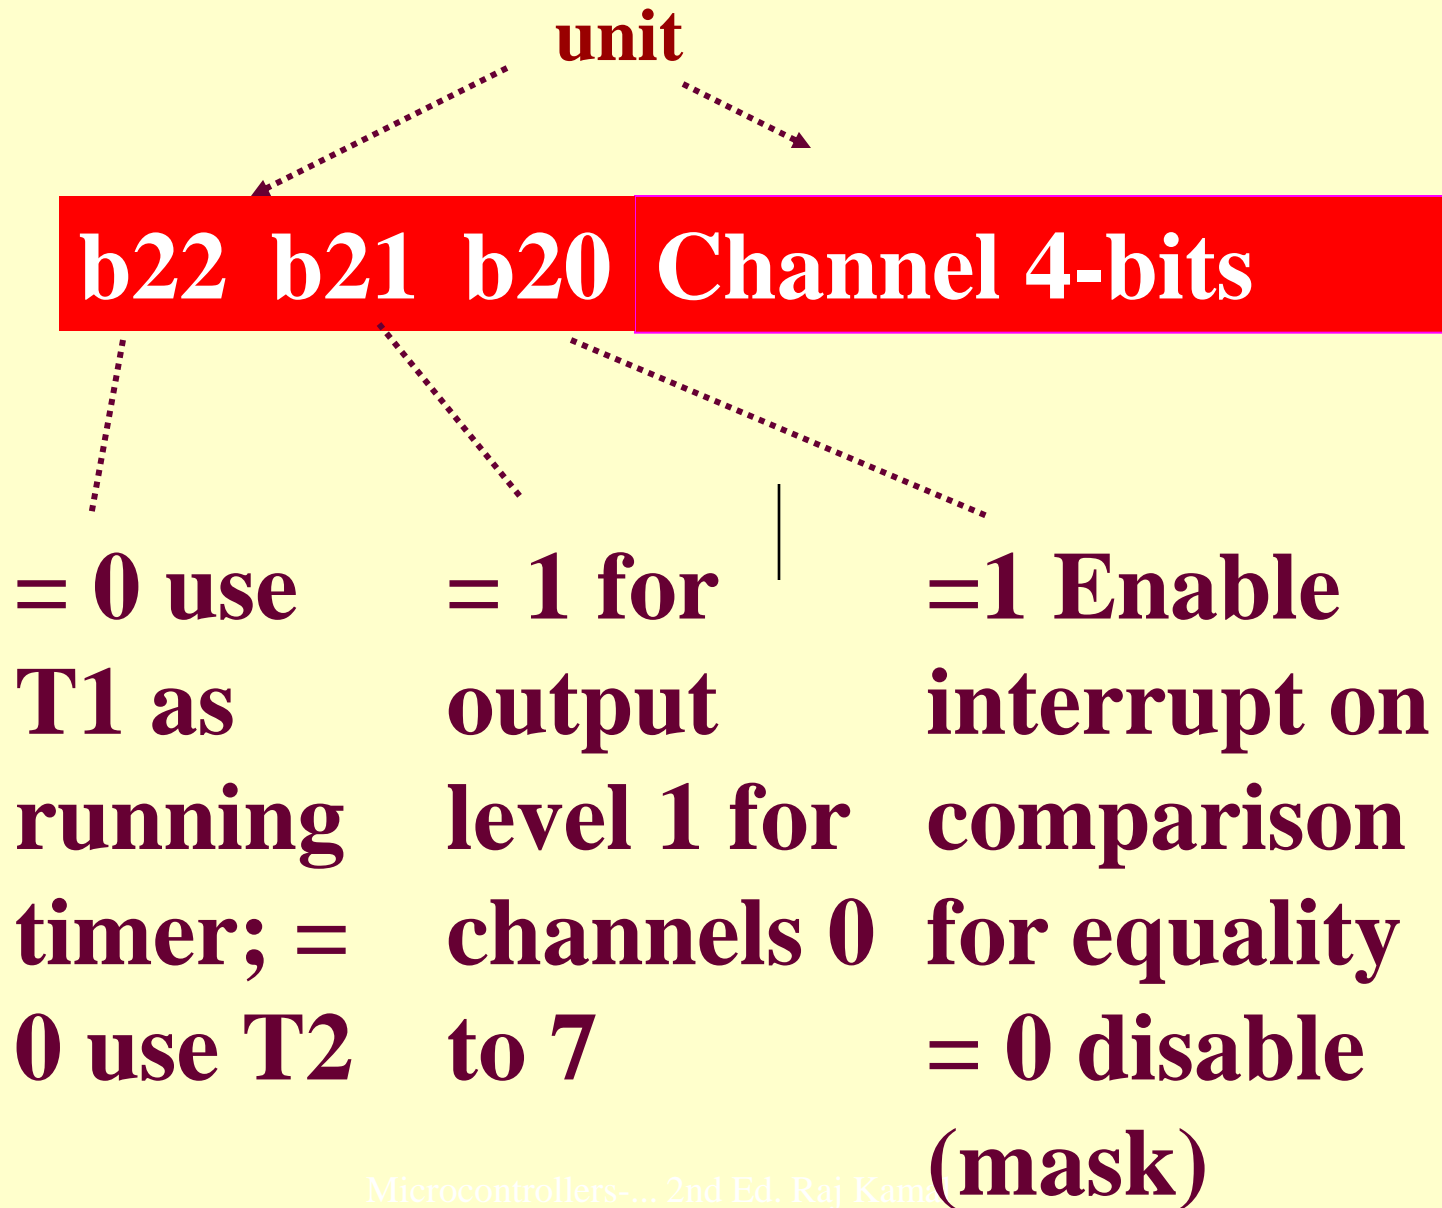 unit
b22 b21 b20 Channel 4-bits
= 0 use
T1 as
running
timer; =
0 use T2
= 1 for
output
level 1 for
channels 0
to 7
=1 Enable
interrupt on
comparison
for equality
= 0 disable
(mask)
Microcontrollers-... 2nd Ed. Raj